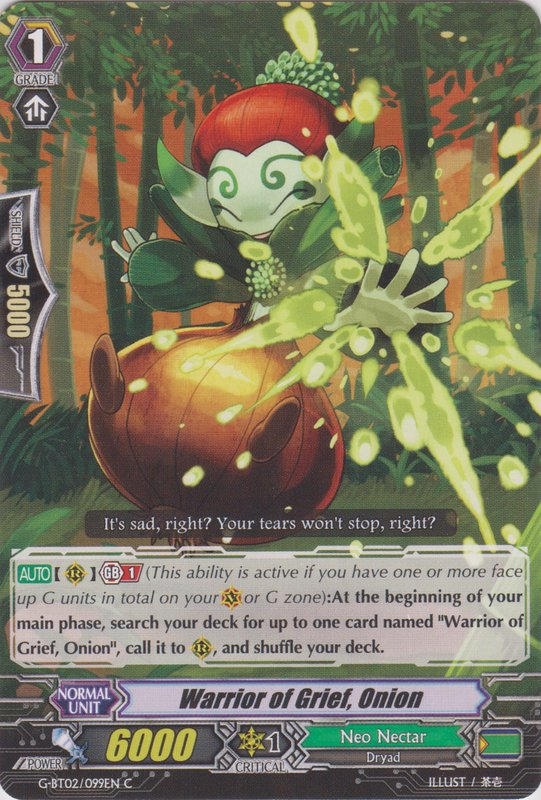 1
GRADE 1
SHIELD
5000
It's sad, right? Your tears won't stop, right?
AUTO [ R ] GB 1 (This ability is active if you have one or more face
up G units in total on your V or G zone):At the beginning of your
main phase, search your deck for up to one card named "Warrior of
Grief, Onion", call it to R, and shuffle your deck.
NORMAL
UNIT
Warrior of Grief, Onion
POWER
6000
1
CRITICAL
Neo Nectar
Dryad
G-BT02/099EN C
ILLUST / 茶壱